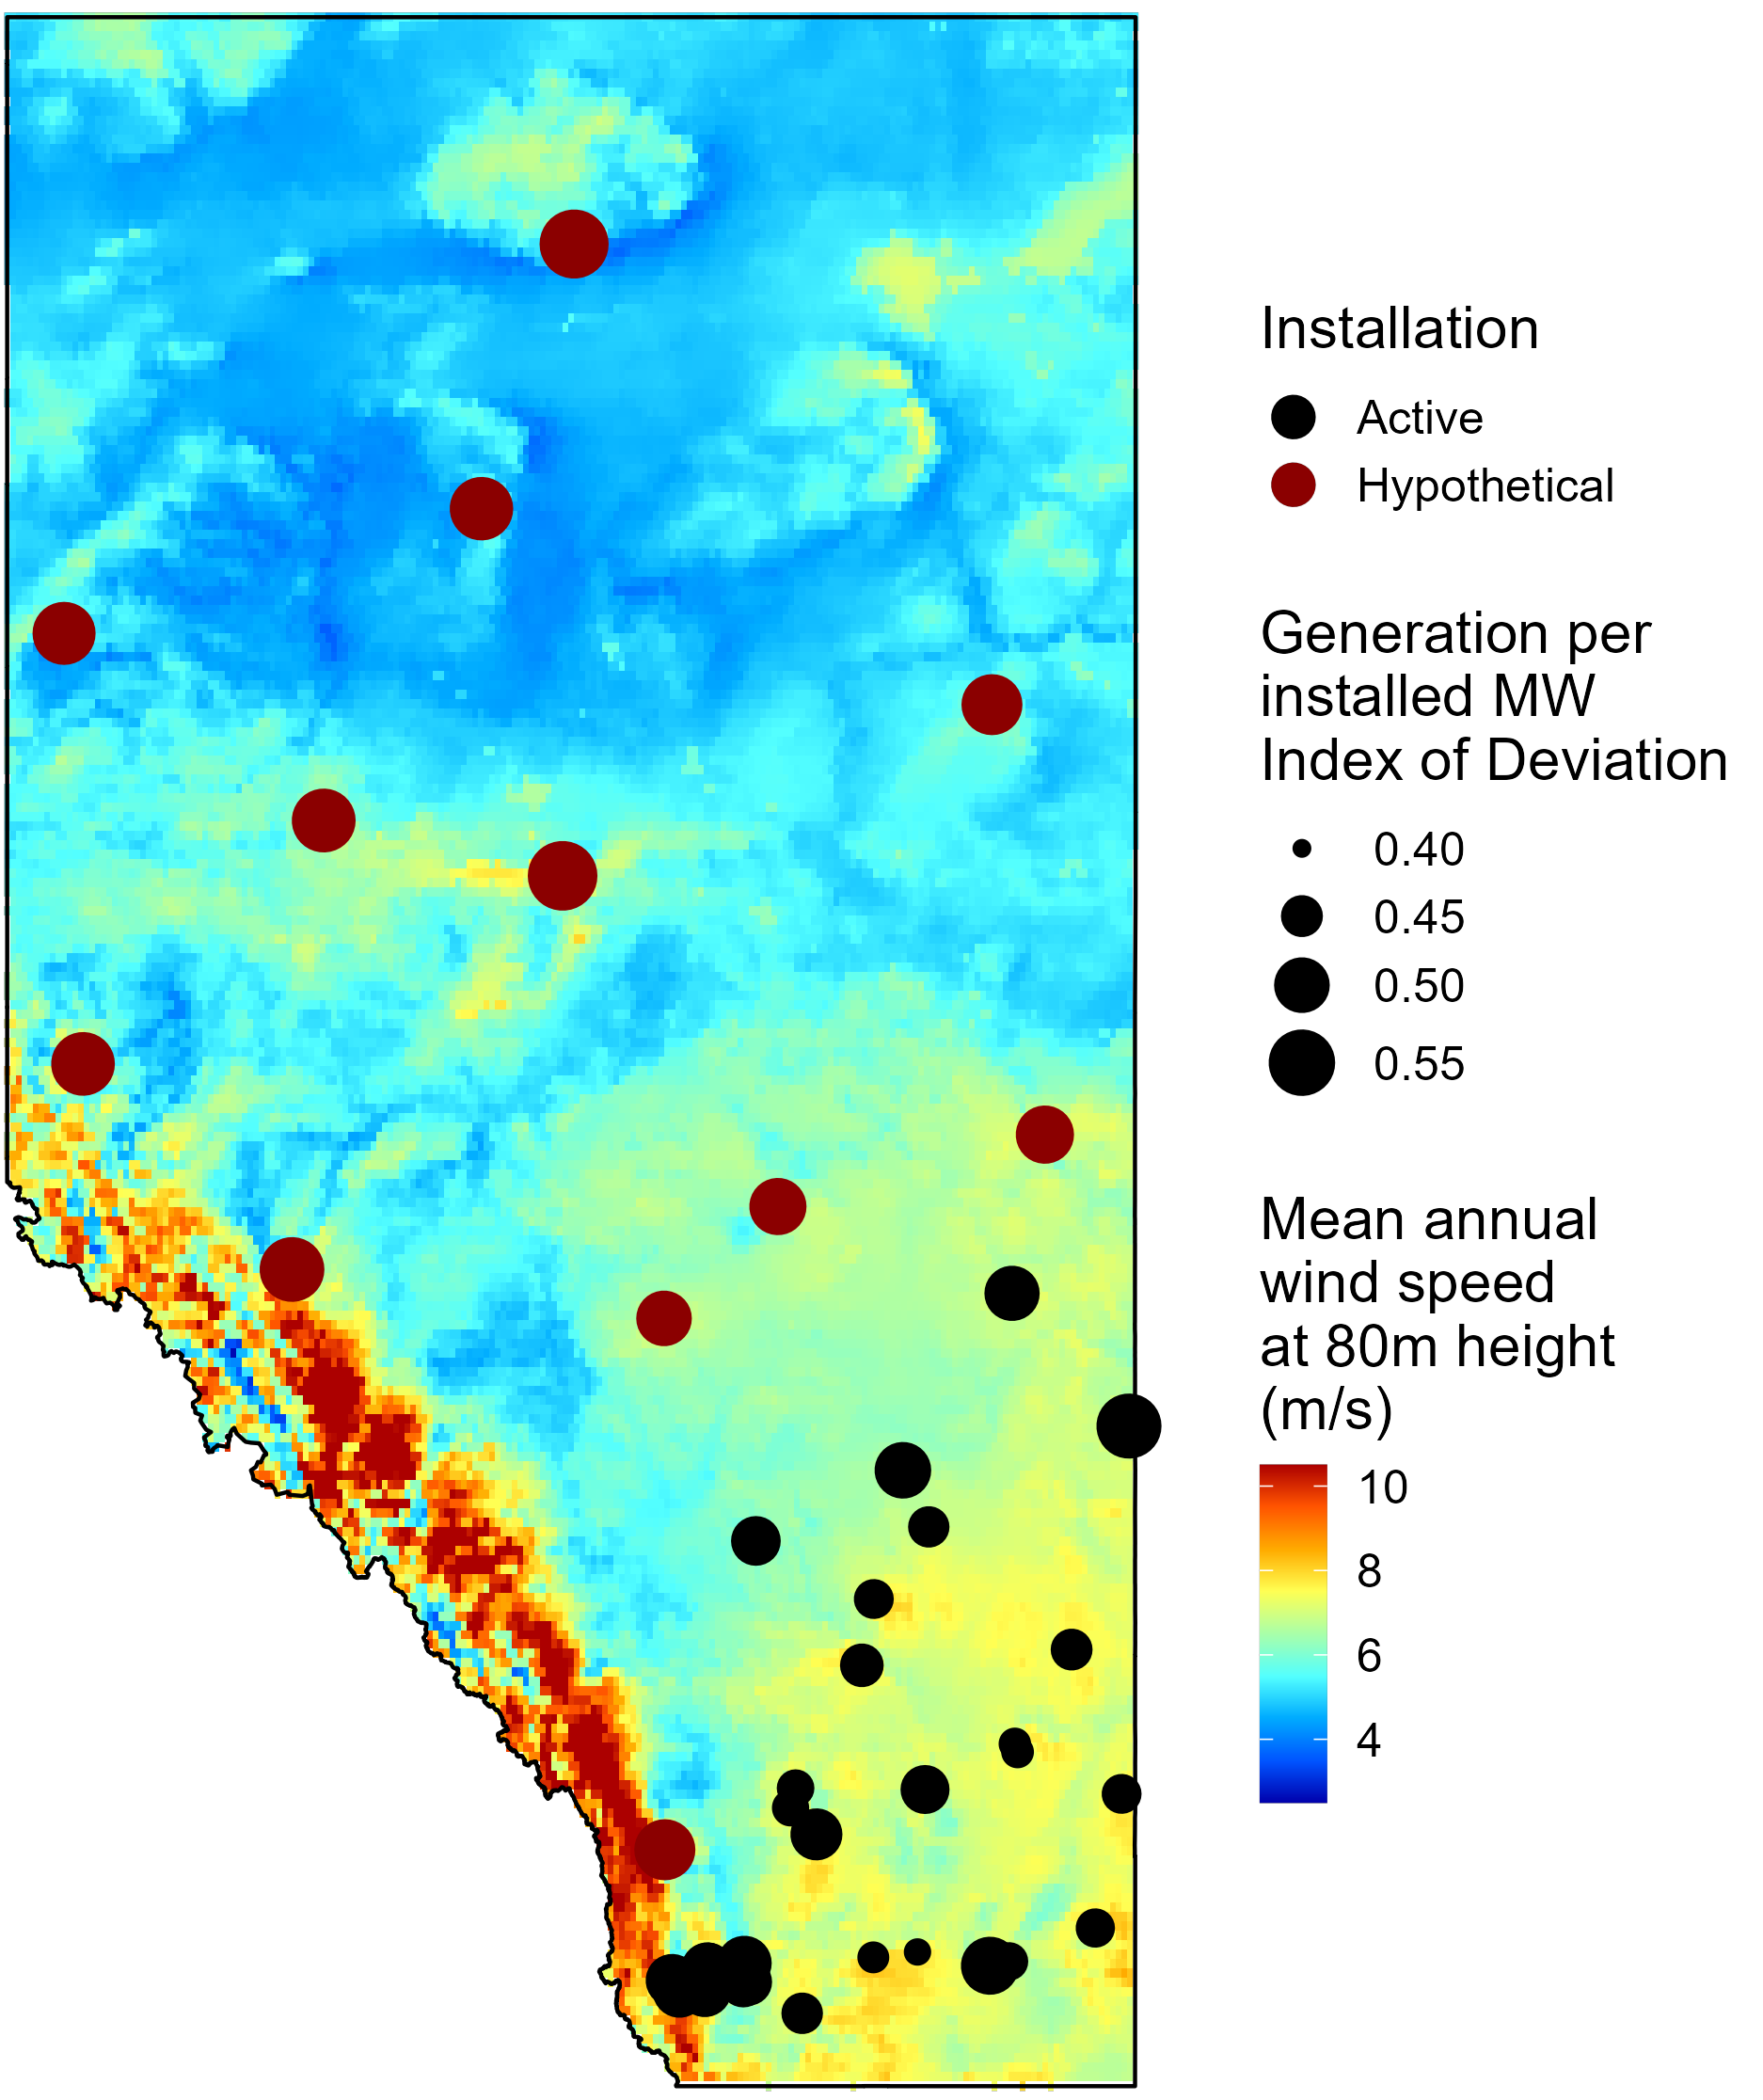 Installation
Active
Hypothetical
Generation per
installed MW
Index of Deviation
0.40
0.45
0.50
0.55
Mean annual
wind speed
at 80m height
(m/s)
10
8
6
4